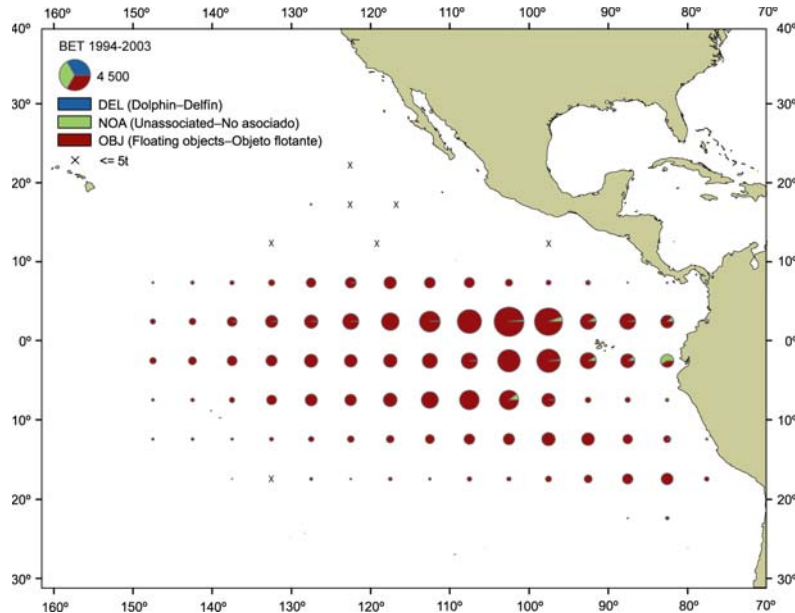 160º 150º 140º 130º 120º 110º 100º 90º 80º 70º
40º 40º
BET 1994-2003
4 500
DEL (Dolphin–Delfín)
NOA (Unassociated–No asociado)
OBJ (Floating objects–Objeto flotante)
x <= 5t
30º 30º
20º 20º
10º 10º
0º 0º
10º 10º
20º 20º
30º 30º
160º 150º 140º 130º 120º 110º 100º 90º 80º 70º